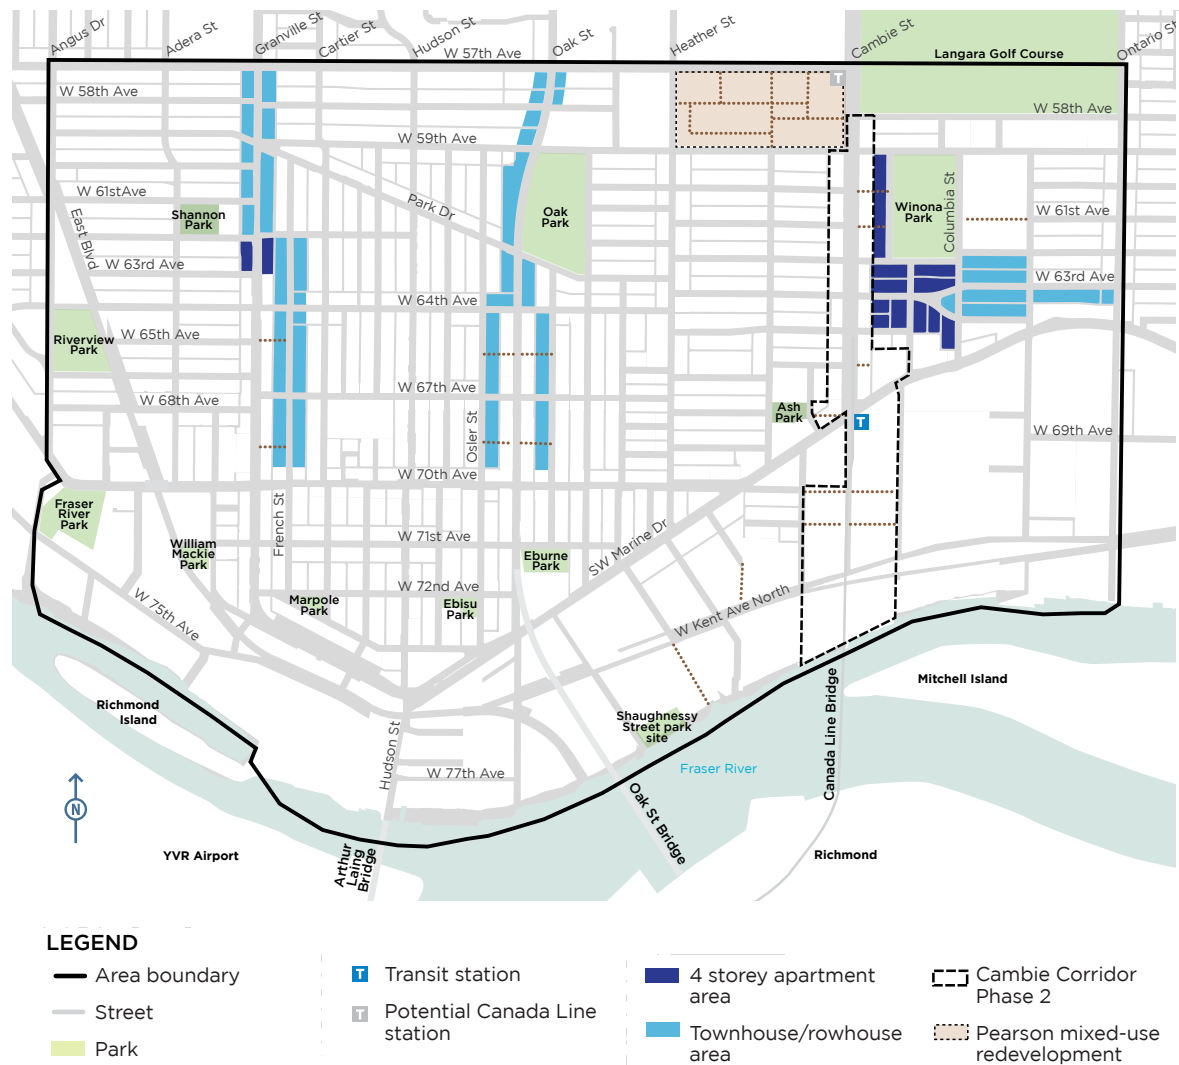 Angus Dr
Adera St
Granville St
Cartier St
Hudson St
W 57th Ave
Oak St
Heather St
Cambie St
Langara Golf Course
Ontario St
T
W 58th Ave
W 58th Ave
W 59th Ave
W 61stAve
Shannon
Park
Park Dr
Oak
Park
Winona
Park
Columbia St
W 61st Ave
East Blvd
W 63rd Ave
W 63rd Ave
W 64th Ave
Riverview
Park
W 65th Ave
W 67th Ave
W 68th Ave
Osler St
Ash
Park
T
W 69th Ave
W 70th Ave
Fraser
River
Park
French St
William
Mackie
Park
W 71st Ave
Eburne
Park
SW Marine Dr
W 72nd Ave
Marpole
Park
Ebisu
Park
W 75th Ave
W Kent Ave North
Richmond
Island
Shaughnessy
Street park
site
Mitchell Island
Canada Line Bridge
Hudson St
W 77th Ave
Fraser River
N
Oak St Bridge
YVR Airport
Arthur
Laing
Bridge
Richmond
LEGEND
Area boundary
Street
Park
T Transit station
T Potential Canada Line
station
4 storey apartment
area
Townhouse/rowhouse
area
Cambie Corridor
Phase 2
Pearson mixed-use
redevelopment